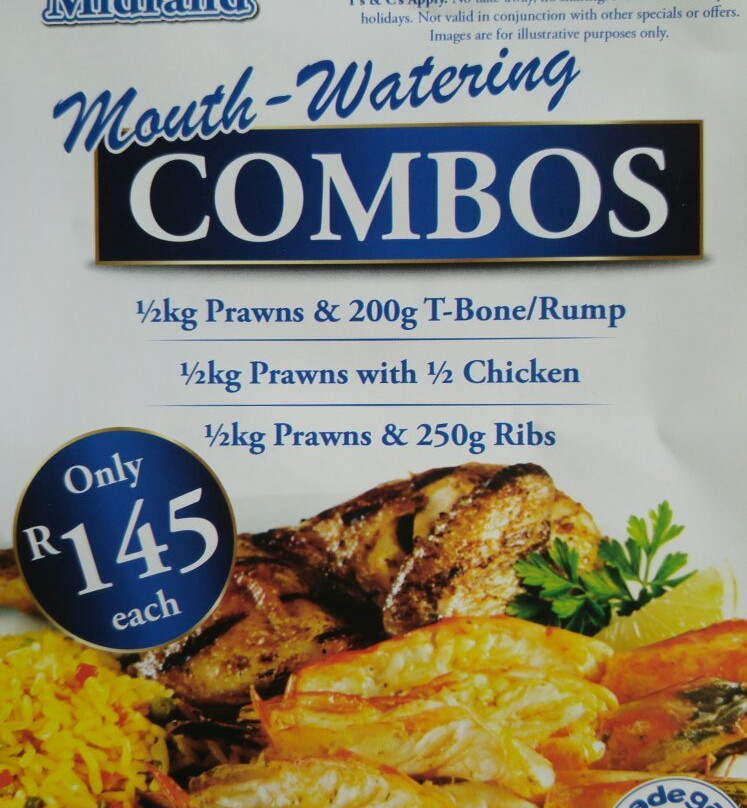 Midrand
T's & C's Apply.
holidays. Not valid in conjunction with other specials or offers.
Images are for illustrative purposes only.
Mouth-Watering
COMBOS
½kg Prawns & 200g T-Bone/Rump
½kg Prawns with ½ Chicken
½kg Prawns & 250g Ribs
Only
R145
each